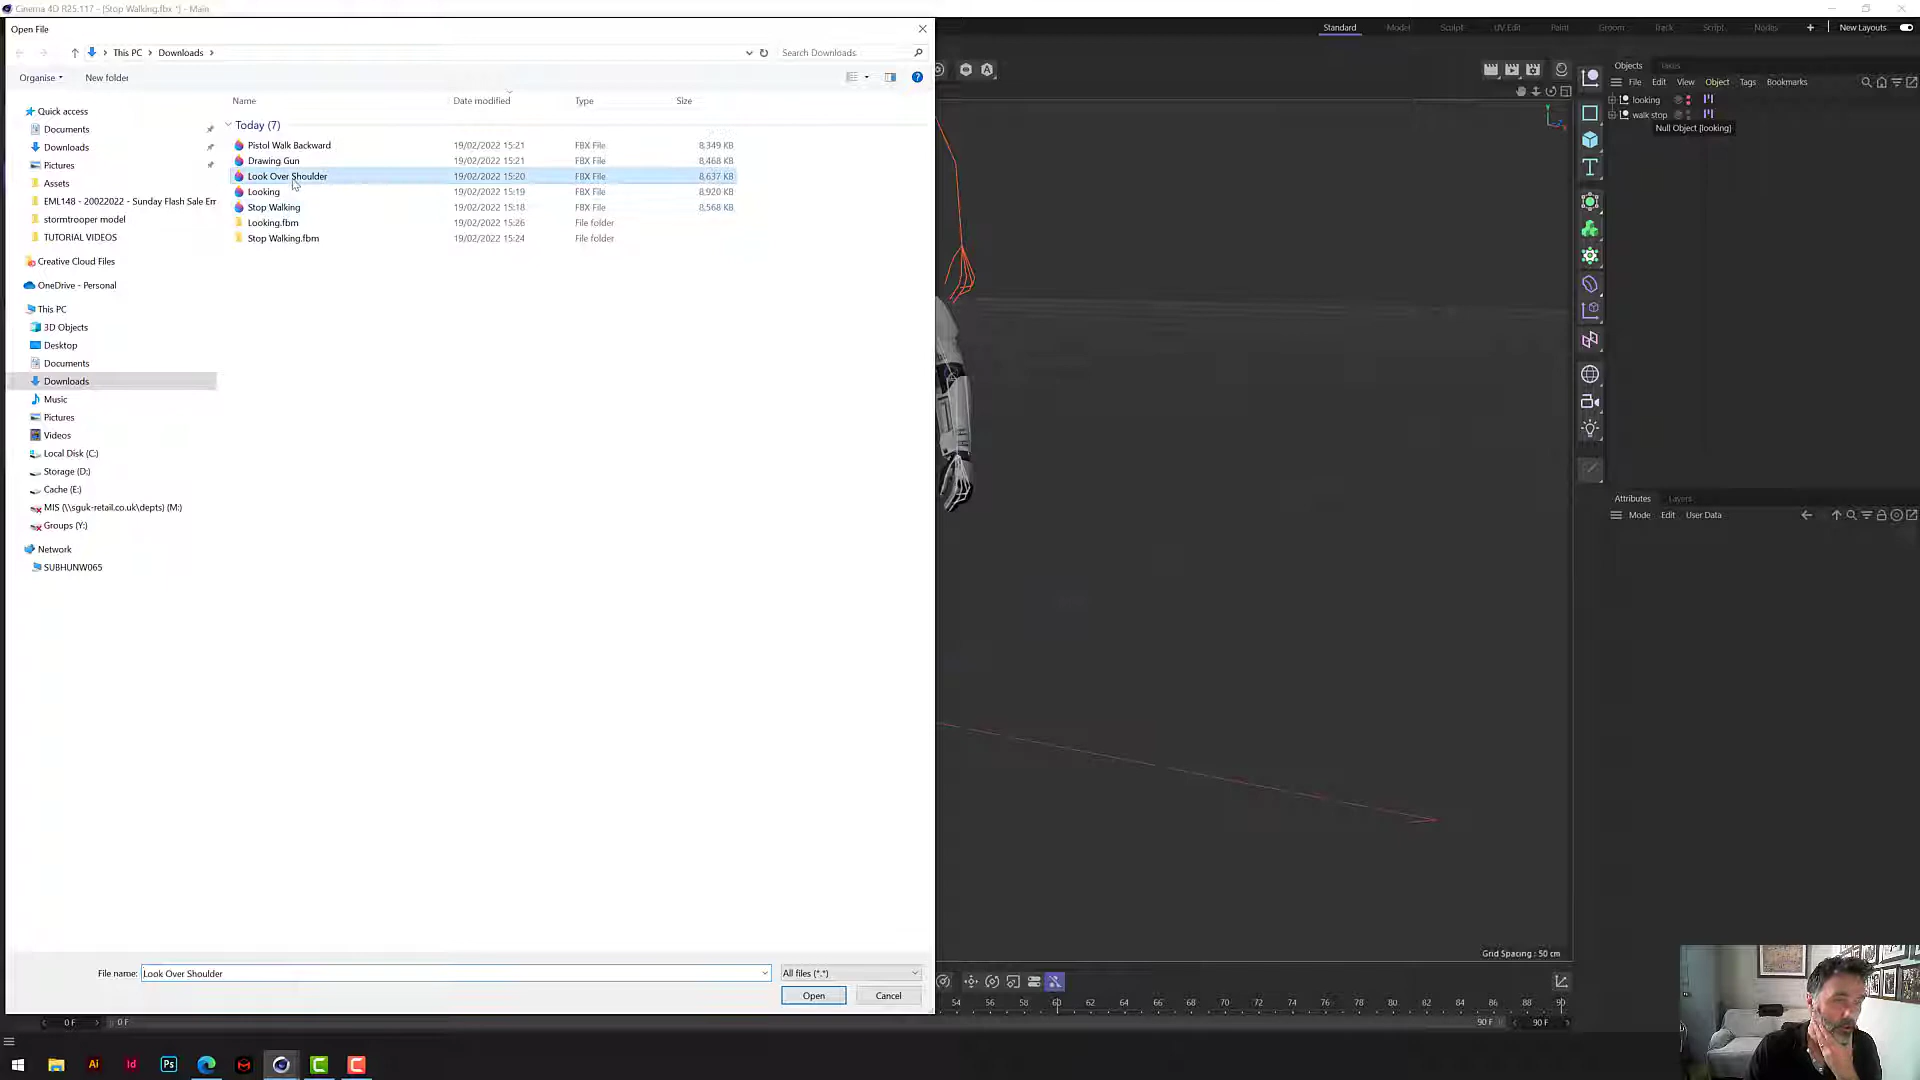 Cinema 4D R25.117 - [Stop Walking.fbx *] - Main
Open File
Standard
Model
Sculpt
UV Edit
Paint
Groom
Track
Script
Nodes
New Layouts
This PC
Downloads
Search Downloads
Organise
New folder
Objects
Takes
File
Edit
View
Object
Tags
Bookmarks
looking
walk stop
Null Object [looking]
Name
Date modified
Type
Size
Today (7)
Pistol Walk Backward 19/02/2022 15:21 FBX File 8,349 KB
Drawing Gun 19/02/2022 15:21 FBX File 8,468 KB
Look Over Shoulder 19/02/2022 15:20 FBX File 8,637 KB
Looking 19/02/2022 15:19 FBX File 8,920 KB
Stop Walking 19/02/2022 15:18 FBX File 8,568 KB
Looking.fbm 19/02/2022 15:26 File folder
Stop Walking.fbm 19/02/2022 15:24 File folder
Quick access
Documents
Downloads
Pictures
Assets
EML148 - 20022022 - Sunday Flash Sale Em
stormtrooper model
TUTORIAL VIDEOS
Creative Cloud Files
OneDrive - Personal
This PC
3D Objects
Desktop
Documents
Downloads
Music
Pictures
Videos
Local Disk (C:)
Storage (D:)
Cache (E:)
MIS (\\sguk-retail.co.uk\depts) (M:)
Groups (Y:)
Network
SUBHUNW065
Attributes
Layers
Mode
Edit
User Data
Grid Spacing : 50 cm
File name:
Look Over Shoulder
All files (*.*)
Open
Cancel
54 56 58 60 62 64 66 68 70 72 74 76 78 80 82 84 86 88 90
0 F
0 F
90 F
90 F
Ai
Id
Ps